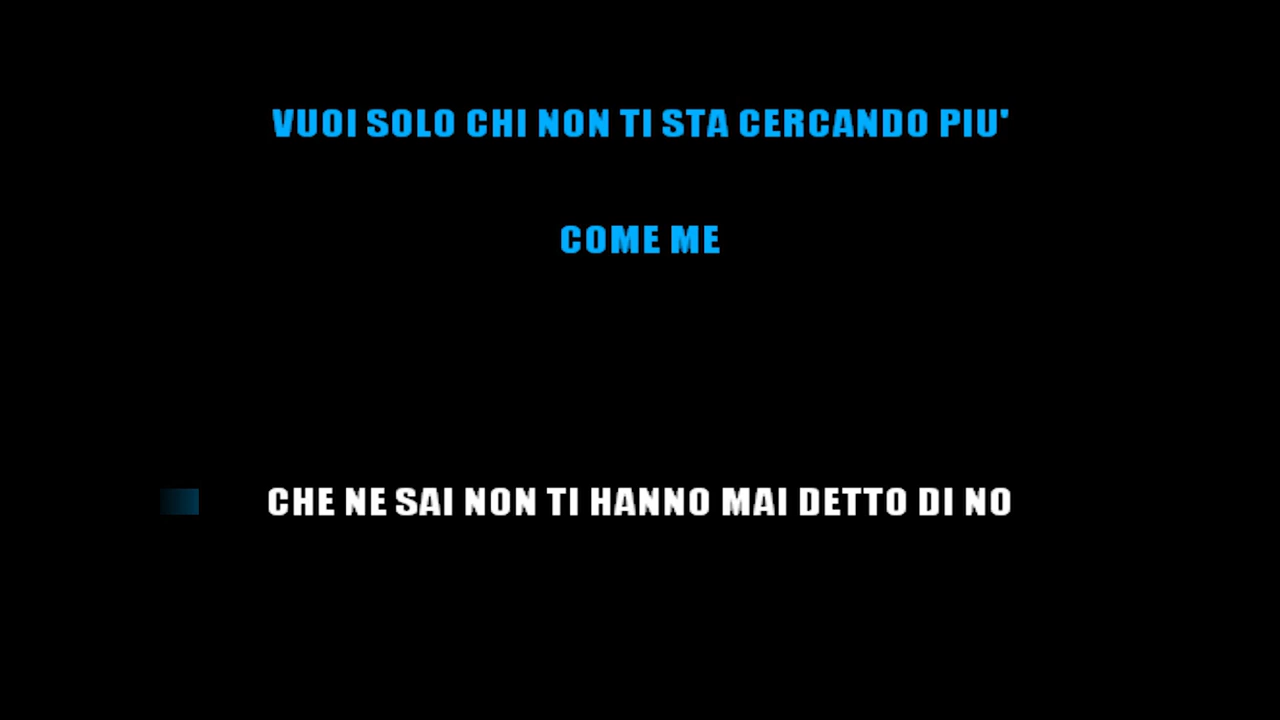 VUOI SOLO CHI NON TI STA CERCANDO PIU'
COME ME
CHE NE SAI NON TI HANNO MAI DETTO DI NO